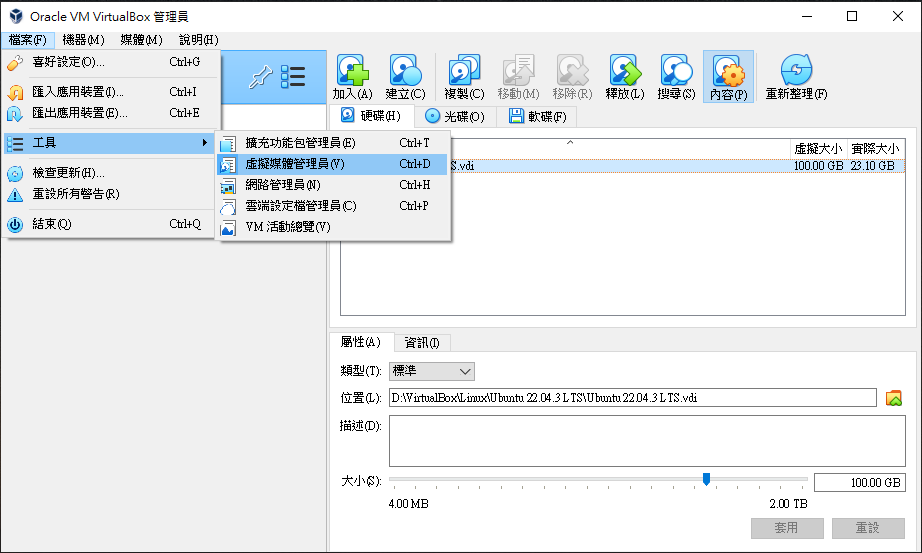 Oracle VM VirtualBox 管理員
檔案(F) 機器(M) 媒體(M) 說明(H)
喜好設定(O)... Ctrl+G
匯入應用裝置(I)... Ctrl+I
匯出應用裝置(E)... Ctrl+E
工具
檢查更新(H)...
重設所有警告(R)
結束(Q) Ctrl+Q
擴充功能包管理員(E) Ctrl+T
虛擬媒體管理員(V) Ctrl+D
網路管理員(N) Ctrl+H
雲端設定檔管理員(C) Ctrl+P
VM 活動總覽(V)
加入(A) 建立(C) 複製(C) 移動(M) 移除(R) 釋放(L) 搜尋(S) 內容(P) 重新整理(F)
硬碟(H) 光碟(O) 軟碟(F)
虛擬大小 實際大小
S.vdi 100.00 GB 23.10 GB
屬性(A) 資訊(I)
類型(T): 標準
位置(L): D:\VirtualBox\Linux\Ubuntu 22.04.3 LTS\Ubuntu 22.04.3 LTS.vdi
描述(D):
大小(S): 100.00 GB
4.00 MB 2.00 TB
套用 重設